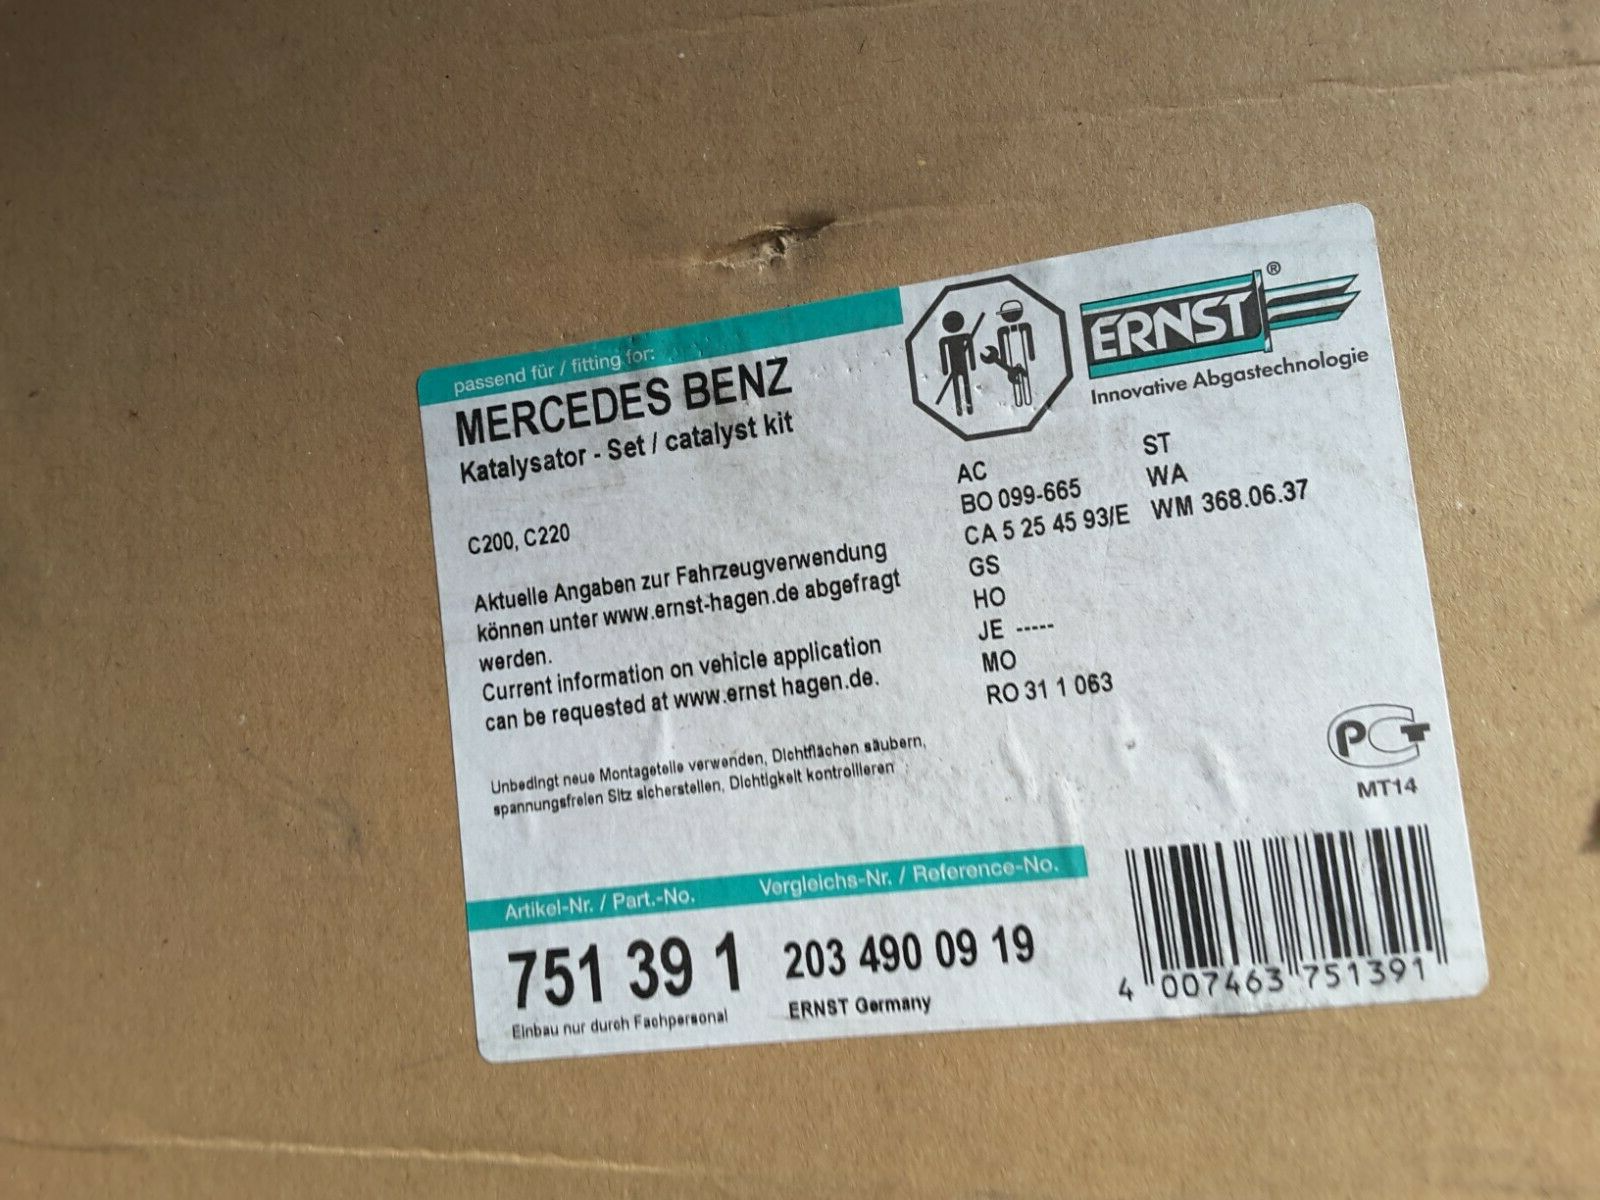 passend für / fitting for:
MERCEDES BENZ
Katalysator - Set / catalyst kit
C200, C220
Aktuelle Angaben zur Fahrzeugverwendung
können unter www.ernst-hagen.de abgefragt
werden.
Current information on vehicle application
can be requested at www.ernst hagen.de.
Unbedingt neue Montageteile verwenden, Dichtflächen säubern,
spannungsfreien Sitz sicherstellen, Dichtigkeit kontrollieren
ERNST ®
Innovative Abgastechnologie
AC
BO 099-665
CA 5 25 45 93/E
GS
HO
JE -----
MO
RO 31 1 063
ST
WA
WM 368.06.37
PCT
MT14
Artikel-Nr. / Part.-No.
Vergleichs-Nr. / Reference-No.
751 39 1
203 490 09 19
Einbau nur durch Fachpersonal
ERNST Germany
4 007463 751391